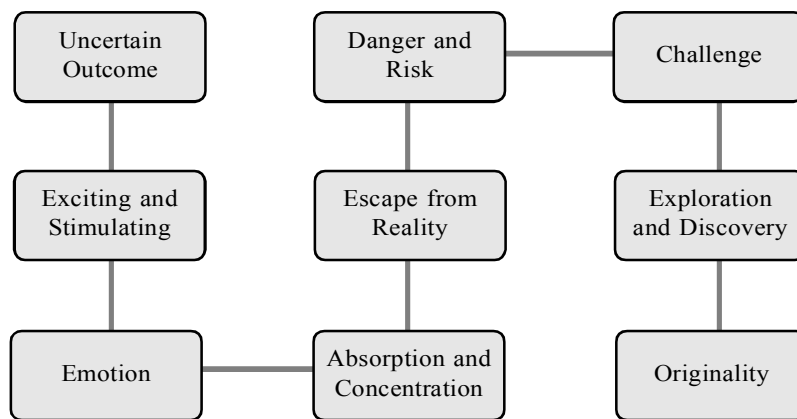 Uncertain
Outcome
Danger and
Risk
Challenge
Exciting and
Stimulating
Escape from
Reality
Exploration
and Discovery
Emotion
Absorption and
Concentration
Originality